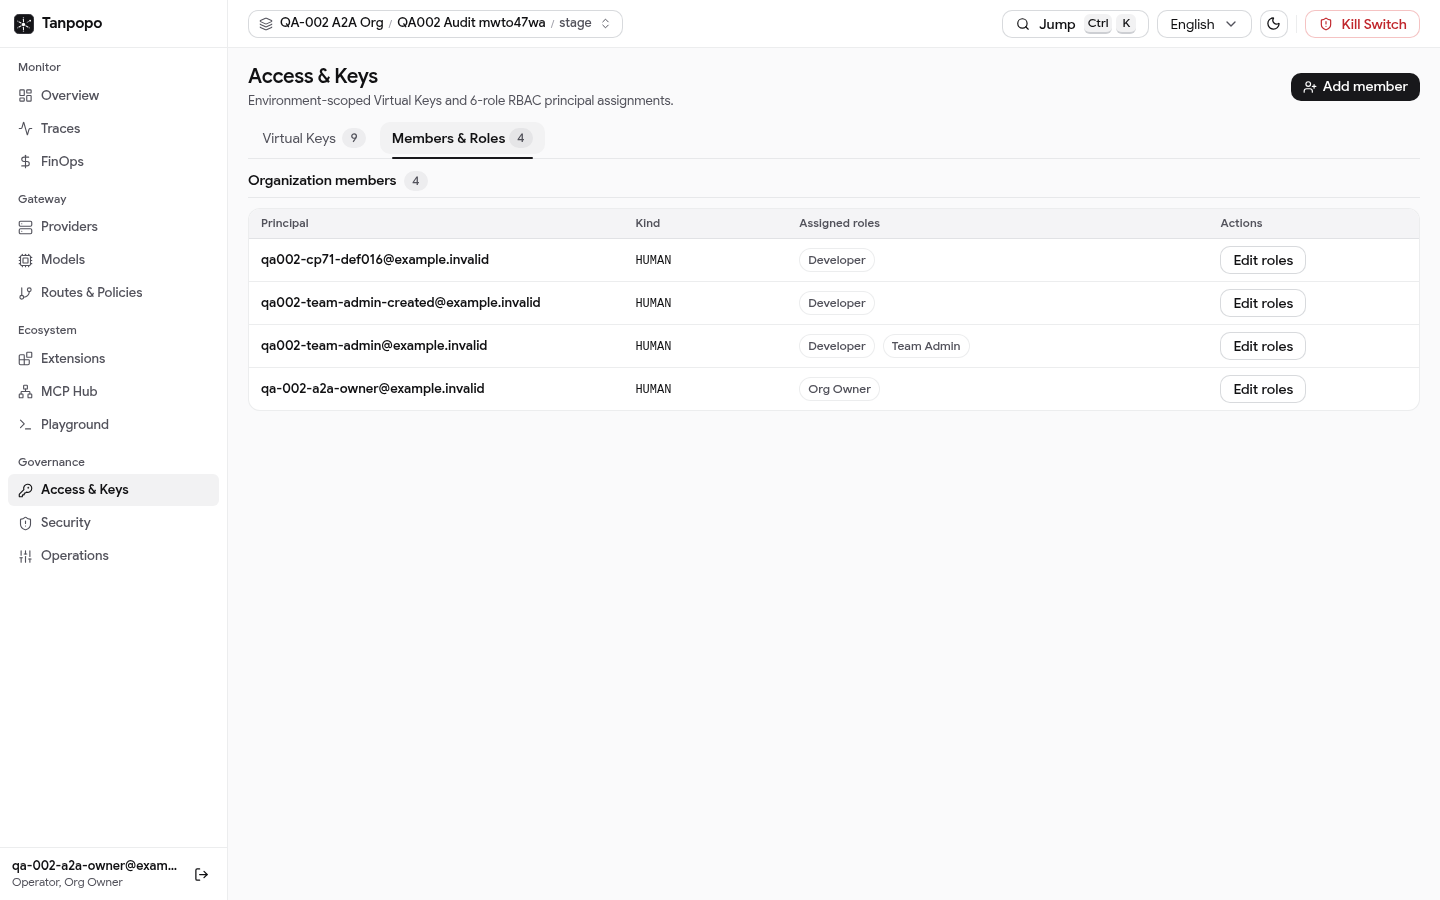 Tanpopo
QA-002 A2A Org / QA002 Audit mwto47wa / stage
Jump Ctrl K
English
Kill Switch
Monitor
Overview
Traces
FinOps
Gateway
Providers
Models
Routes & Policies
Ecosystem
Extensions
MCP Hub
Playground
Governance
Access & Keys
Security
Operations
qa-002-a2a-owner@exam...
Operator, Org Owner
Access & Keys
Environment-scoped Virtual Keys and 6-role RBAC principal assignments.
Add member
Virtual Keys 9
Members & Roles 4
Organization members 4
Principal Kind Assigned roles Actions
qa002-cp71-def016@example.invalid HUMAN Developer Edit roles
qa002-team-admin-created@example.invalid HUMAN Developer Edit roles
qa002-team-admin@example.invalid HUMAN Developer Team Admin Edit roles
qa-002-a2a-owner@example.invalid HUMAN Org Owner Edit roles